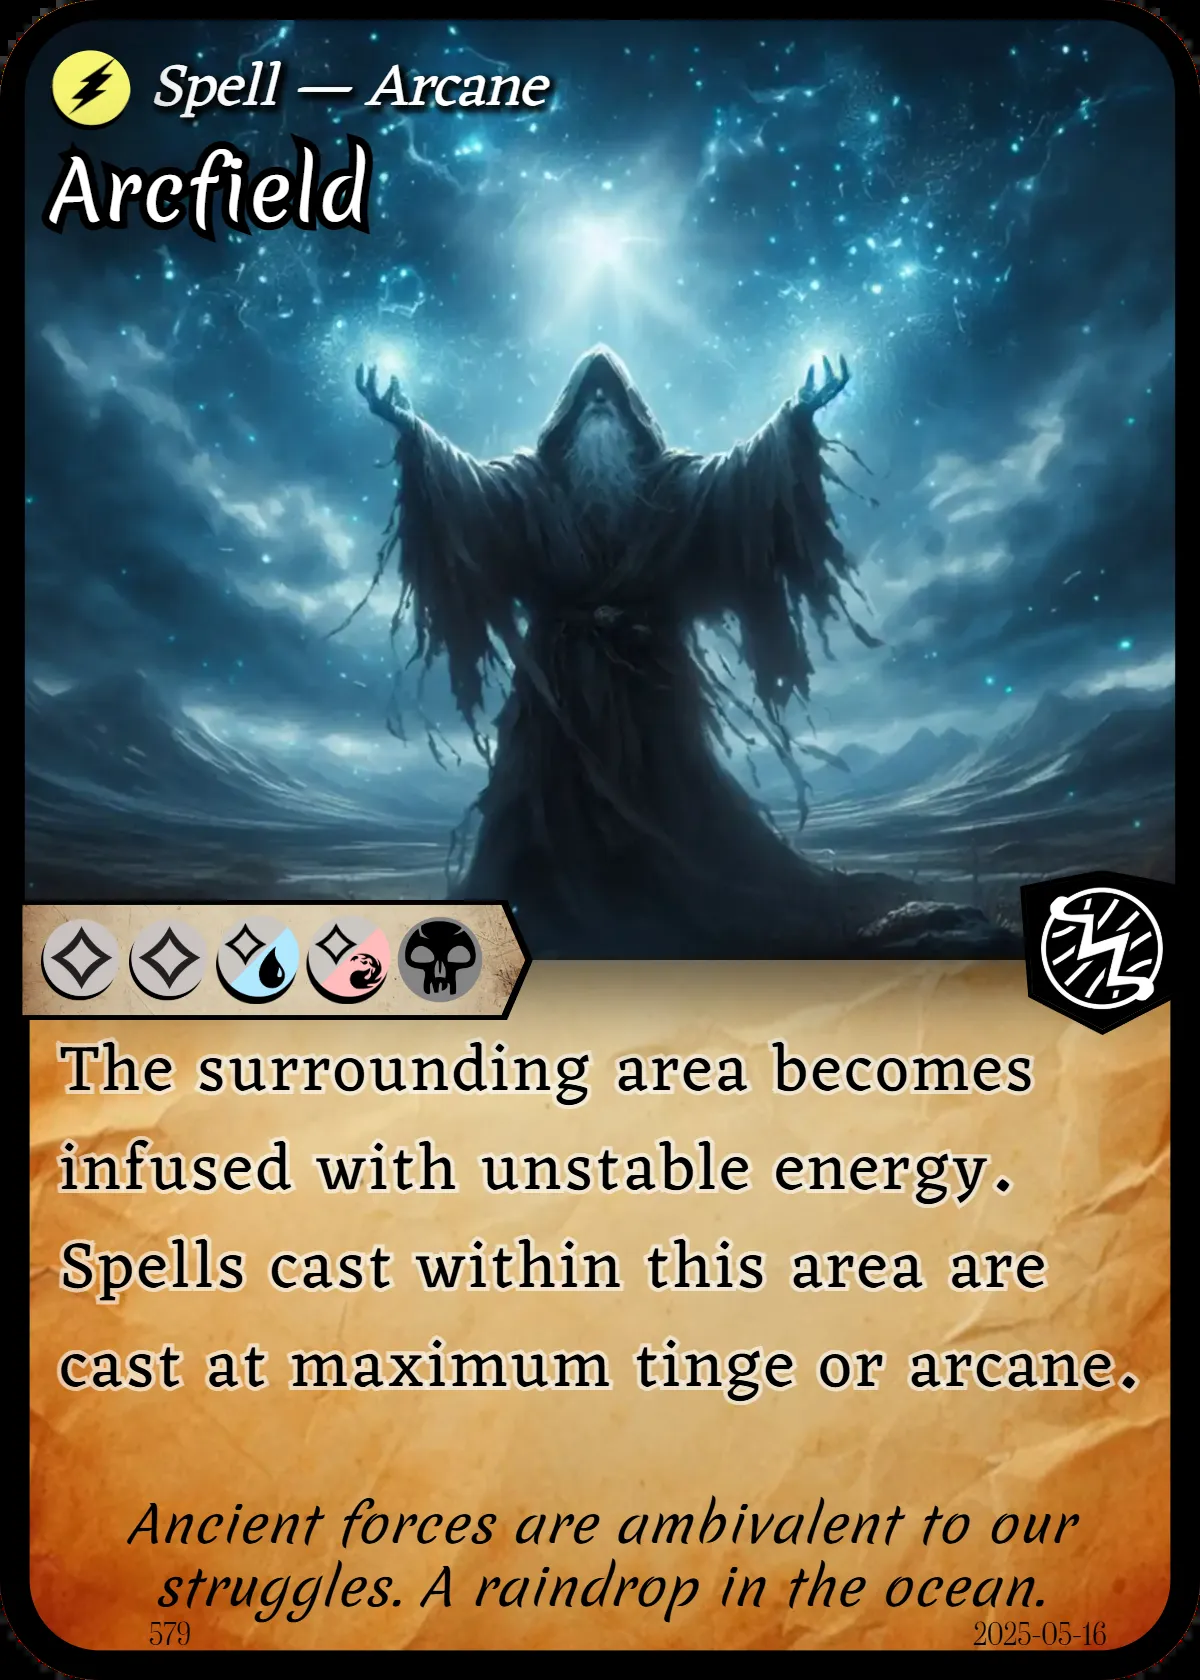 Spell — Arcane
Arcfield
The surrounding area becomes
infused with unstable energy.
Spells cast within this area are
cast at maximum tinge or arcane.
Ancient forces are ambivalent to our
struggles. A raindrop in the ocean.
579
2025-05-16